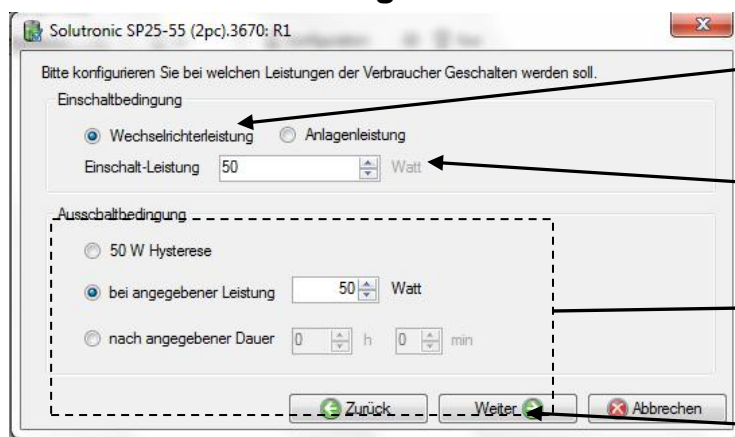 Solutronic SP25-55 (2pc).3670: R1
Bitte konfigurieren Sie bei welchen Leistungen der Verbraucher Geschalten werden soll.
Einschaltbedingung
Wechselrichterleistung Anlagenleistung
Einschalt-Leistung 50 Watt
Ausschaltbedingung
50 W Hysterese
bei angegebener Leistung 50 Watt
nach angegebener Dauer 0 h 0 min
Zurück Weiter Abbrechen